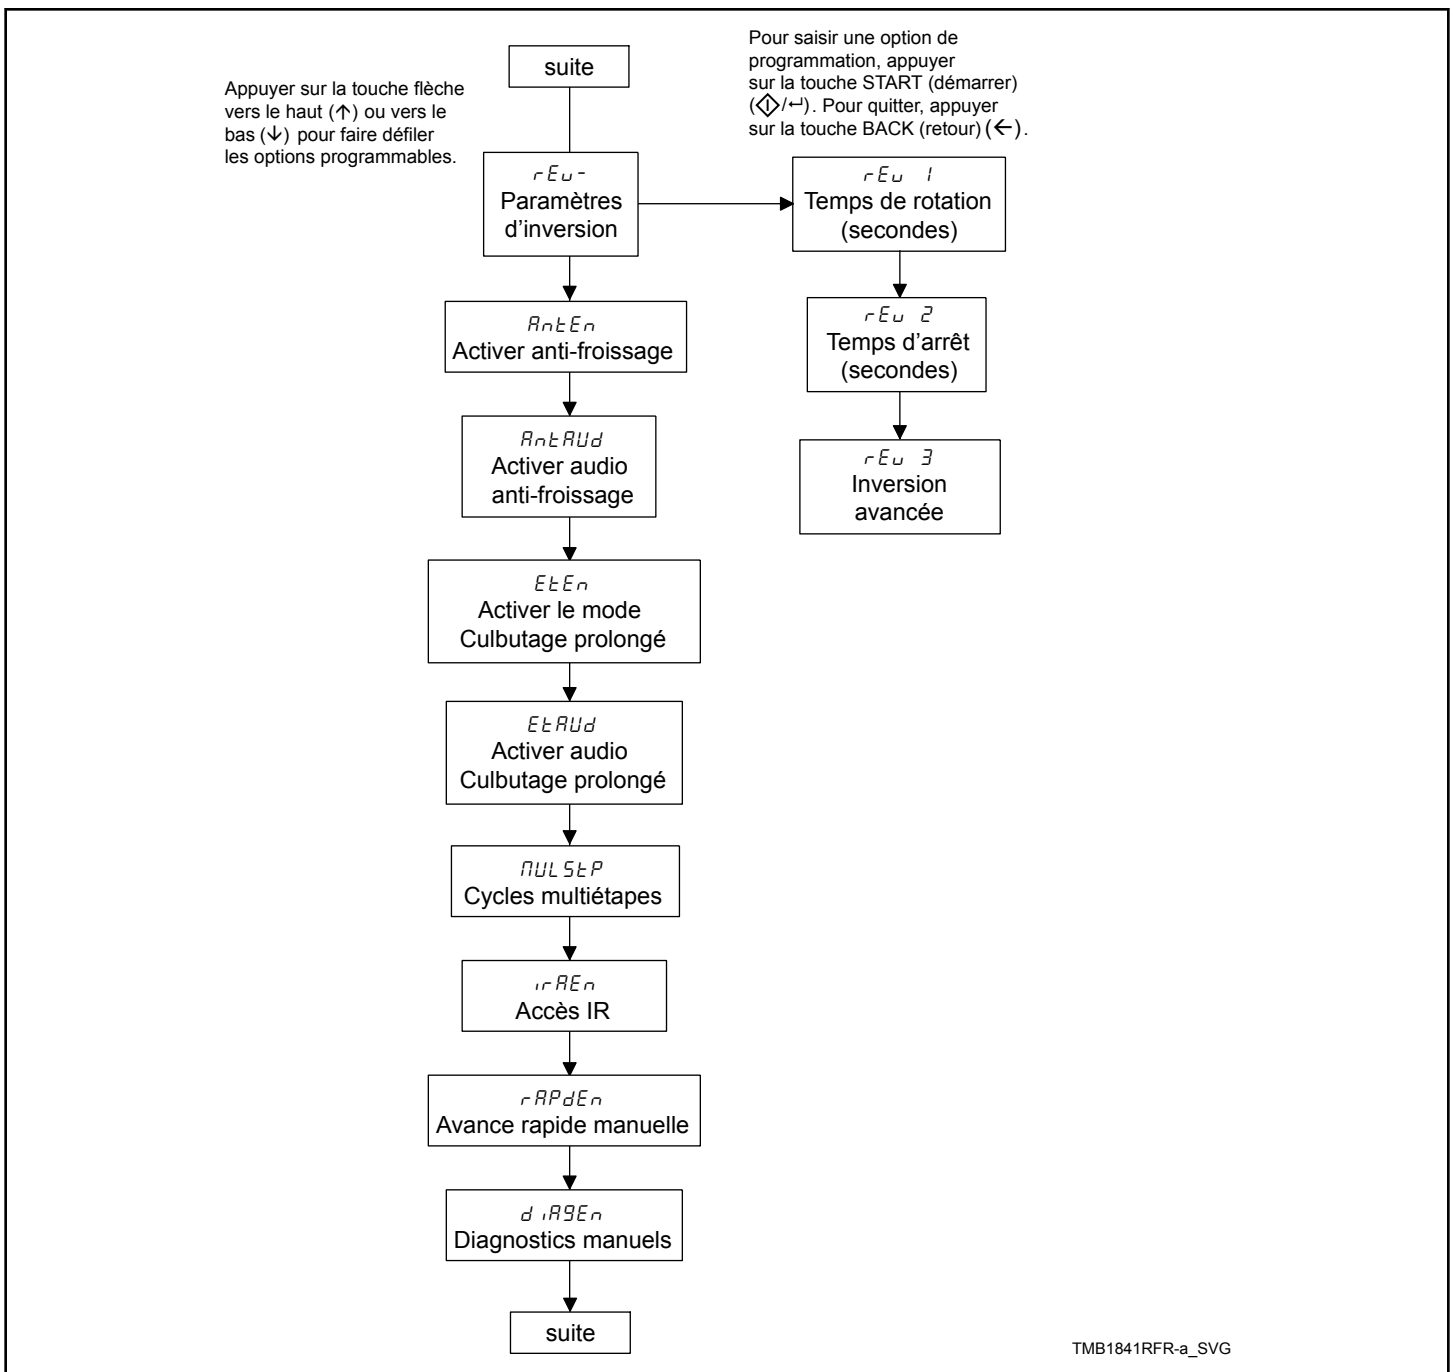 suite
Appuyer sur la touche flèche
vers le haut (↑) ou vers le
bas (↓) pour faire défiler
les options programmables.
Pour saisir une option de
programmation, appuyer
sur la touche START (démarrer)
(/↵). Pour quitter, appuyer
sur la touche BACK (retour) (←).
rEu-
Paramètres
d'inversion
rEu 1
Temps de rotation
(secondes)
rEu 2
Temps d'arrêt
(secondes)
rEu 3
Inversion
avancée
AntEn
Activer anti-froissage
AntAUd
Activer audio
anti-froissage
EtEn
Activer le mode
Culbutage prolongé
EtAUd
Activer audio
Culbutage prolongé
MULStP
Cycles multiétapes
irAEn
Accès IR
rAPdEn
Avance rapide manuelle
diAgEn
Diagnostics manuels
suite
TMB1841RFR-a_SVG